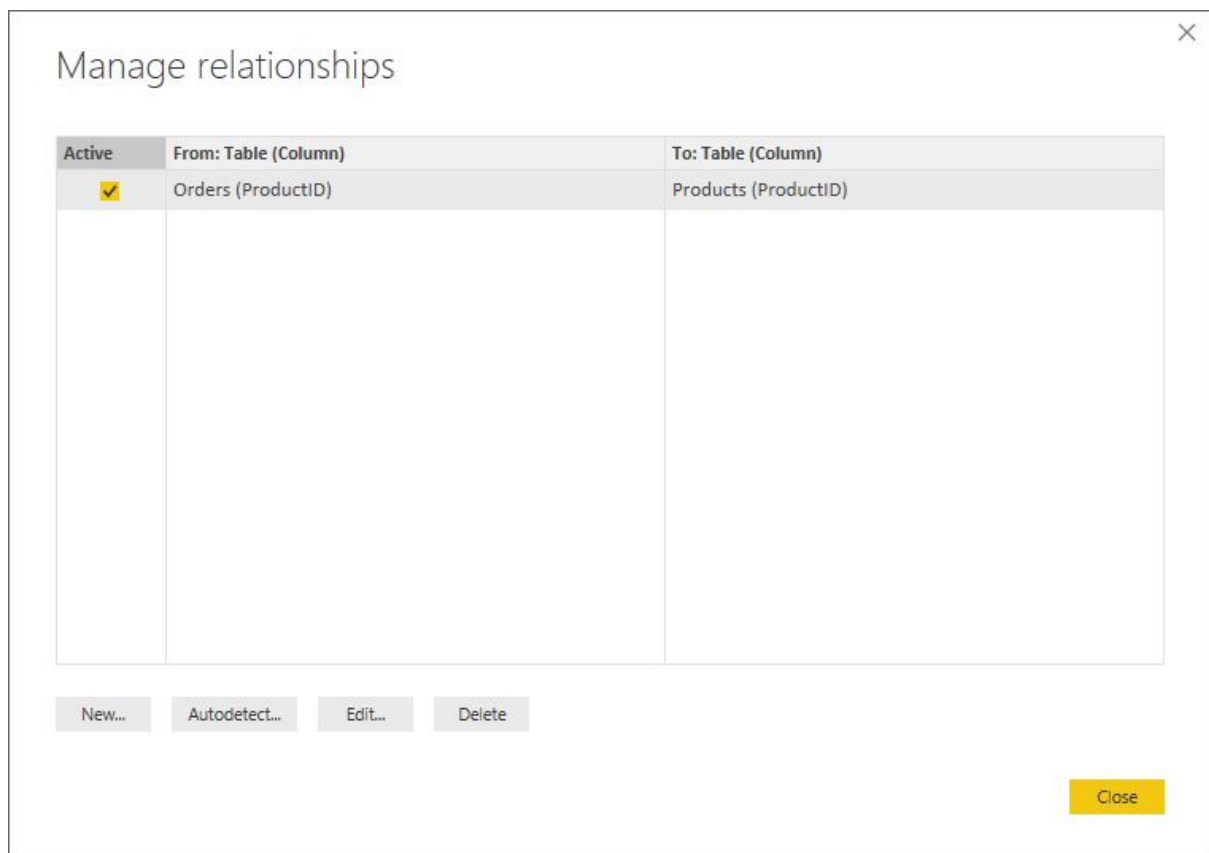 Manage relationships
Active From: Table (Column) To: Table (Column)
Orders (ProductID) Products (ProductID)
New... Autodetect... Edit... Delete
Close